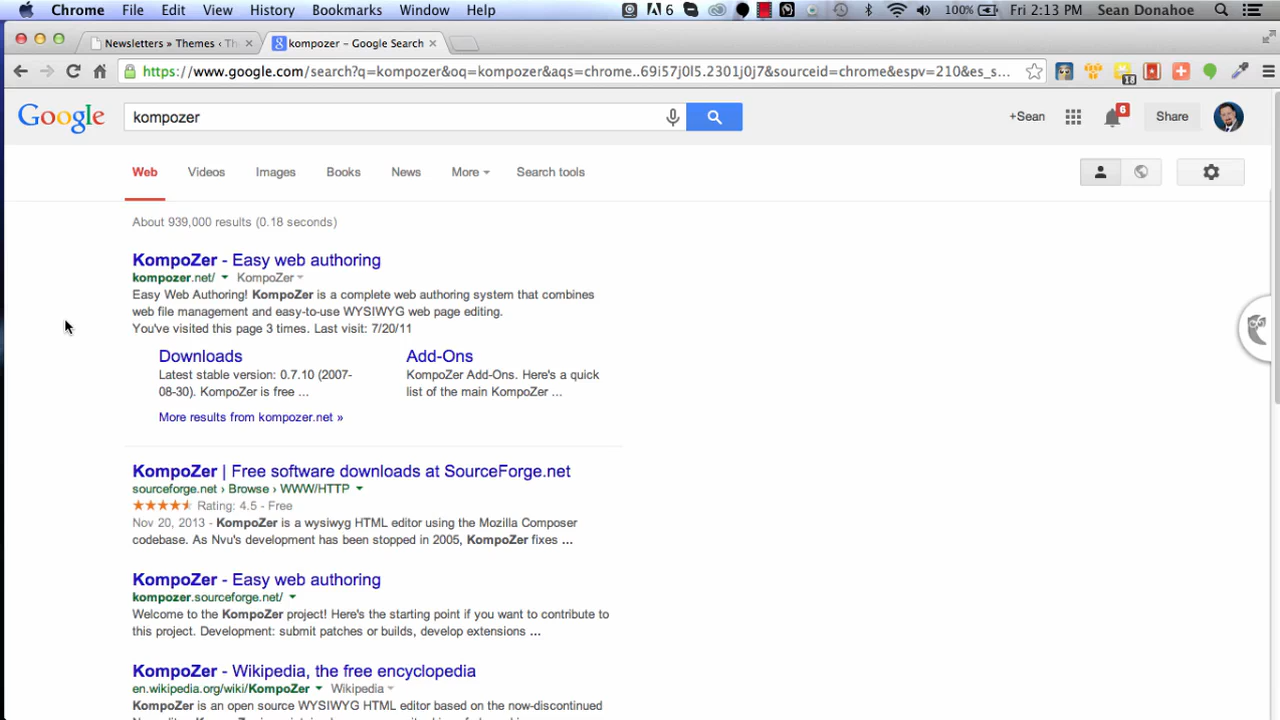 Chrome File Edit View History Bookmarks Window Help 6 100% Fri 2:13 PM Sean Donahoe
Newsletters » Themes ‹ Th kompozer - Google Search
https://www.google.com/search?q=kompozer&oq=kompozer&aqs=chrome..69i57j0l5.2301j0j7&sourceid=chrome&espv=210&es_s... 18
Google kompozer +Sean 6 Share
Web Videos Images Books News More Search tools
About 939,000 results (0.18 seconds)
KompoZer - Easy web authoring
kompozer.net/ KompoZer
Easy Web Authoring! KompoZer is a complete web authoring system that combines
web file management and easy-to-use WYSIWYG web page editing.
You've visited this page 3 times. Last visit: 7/20/11
Downloads Add-Ons
Latest stable version: 0.7.10 (2007- KompoZer Add-Ons. Here's a quick
08-30). KompoZer is free ... list of the main KompoZer ...
More results from kompozer.net »
KompoZer | Free software downloads at SourceForge.net
sourceforge.net › Browse › WWW/HTTP
Rating: 4.5 - Free
Nov 20, 2013 - KompoZer is a wysiwyg HTML editor using the Mozilla Composer
codebase. As Nvu's development has been stopped in 2005, KompoZer fixes ...
KompoZer - Easy web authoring
kompozer.sourceforge.net/
Welcome to the KompoZer project! Here's the starting point if you want to contribute to
this project. Development: submit patches or builds, develop extensions ...
KompoZer - Wikipedia, the free encyclopedia
en.wikipedia.org/wiki/KompoZer Wikipedia
KompoZer is an open source WYSIWYG HTML editor based on the now-discontinued